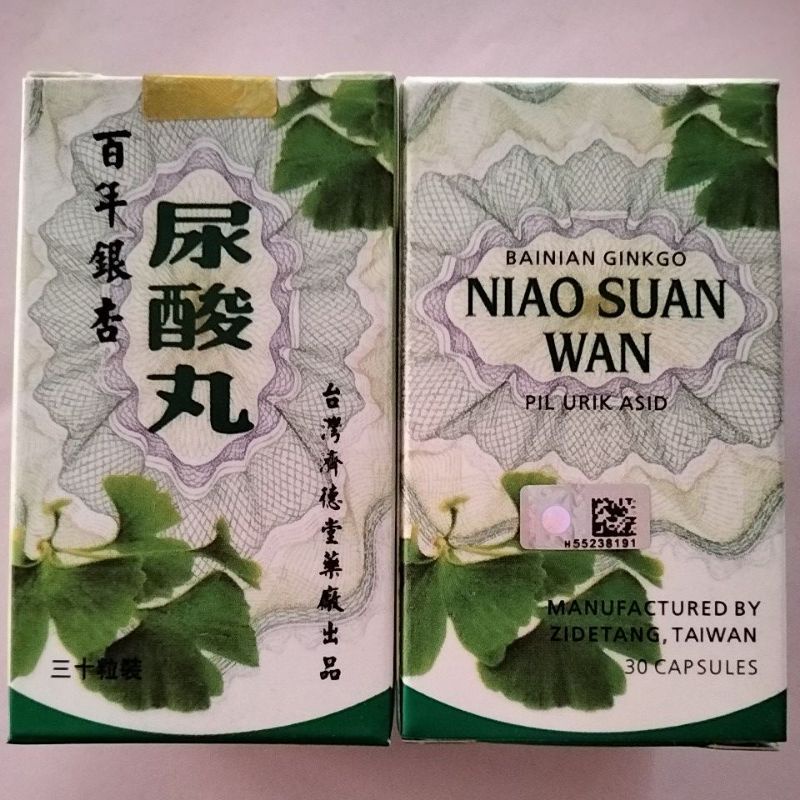 百年銀杏
尿酸丸
台灣濟德堂藥廠出品
三十粒裝
BAINIAN GINKGO
NIAO SUAN
WAN
PIL URIK ASID
H55238191
MANUFACTURED BY
ZIDETANG, TAIWAN
30 CAPSULES